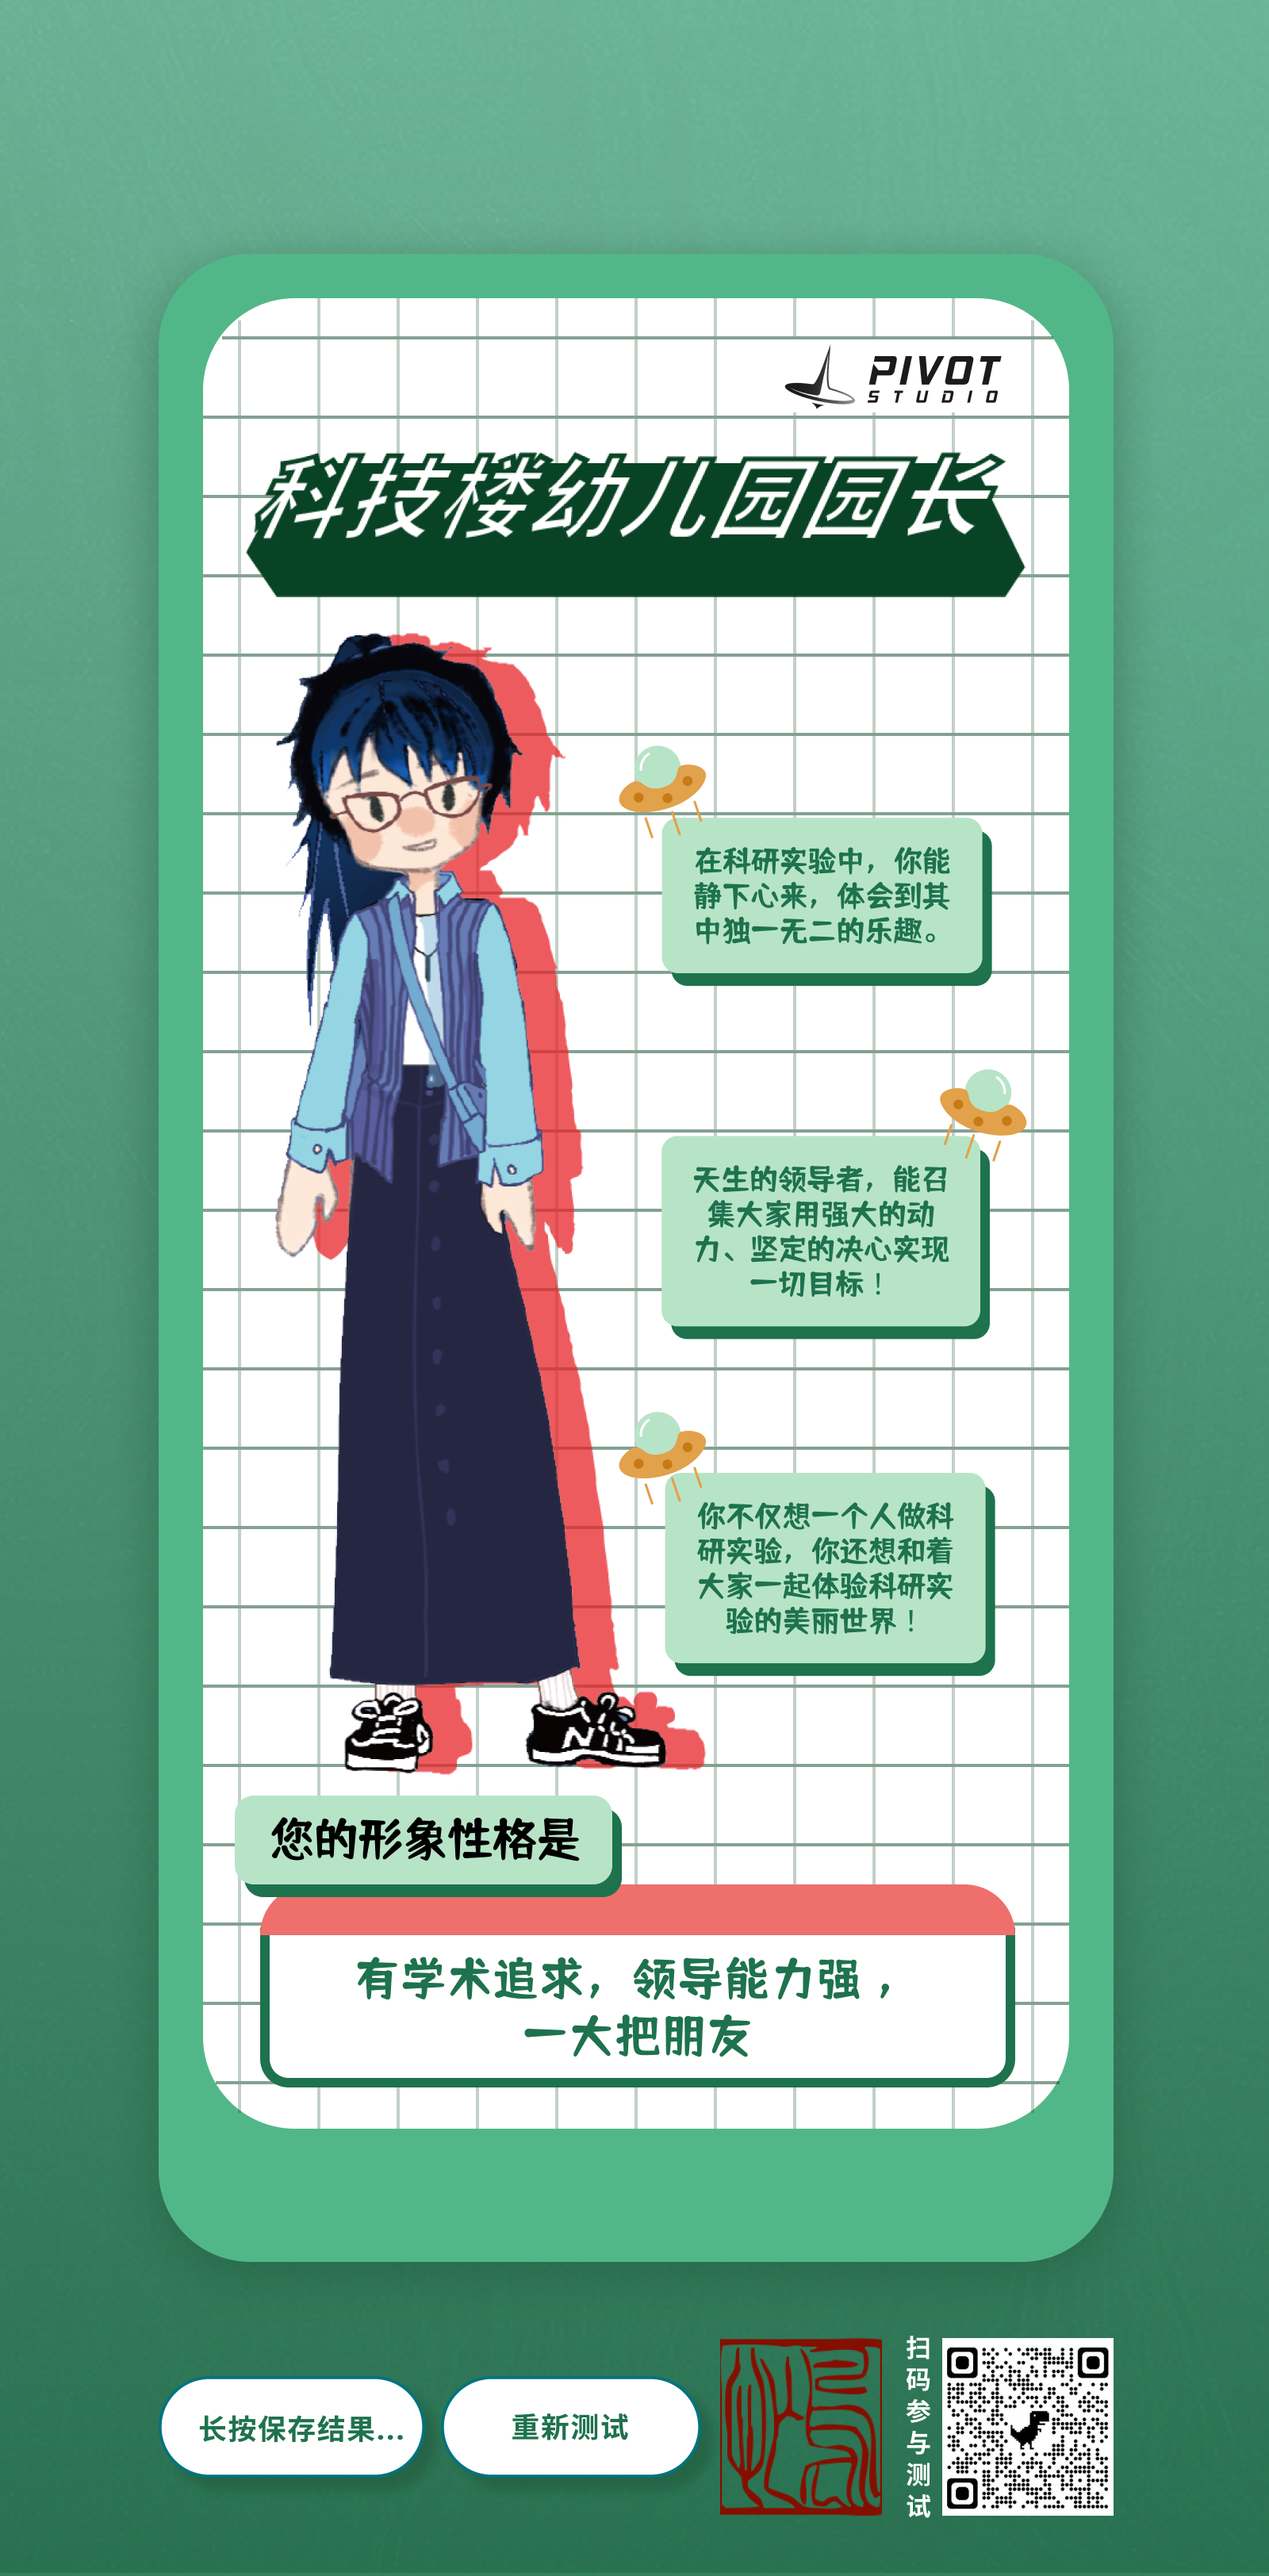 PIVOT
STUDIO
科技楼幼儿园园长
在科研实验中，你能
静下心来，体会到其
中独一无二的乐趣。
天生的领导者，能召
集大家用强大的动
力、坚定的决心实现
一切目标！
你不仅想一个人做科
研实验，你还想和着
大家一起体验科研实
验的美丽世界！
您的形象性格是
有学术追求，领导能力强，
一大把朋友
长按保存结果...
重新测试
扫码参与测试